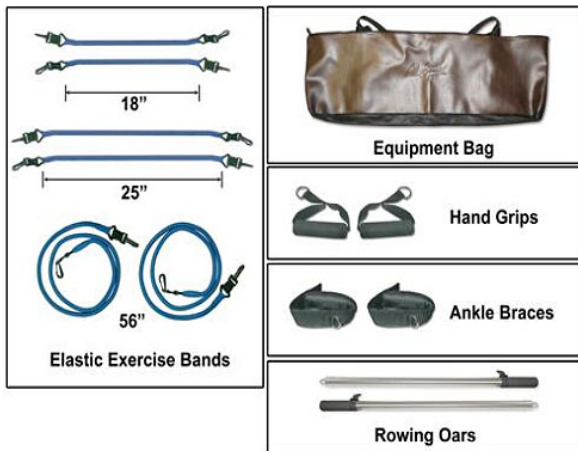 18”
25”
56”
Elastic Exercise Bands
Equipment Bag
Hand Grips
Ankle Braces
Rowing Oars